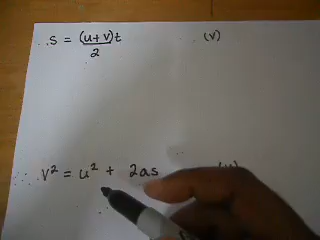 ∴ s = (u+v)t / 2 (v)
∴ v² = u² + 2as